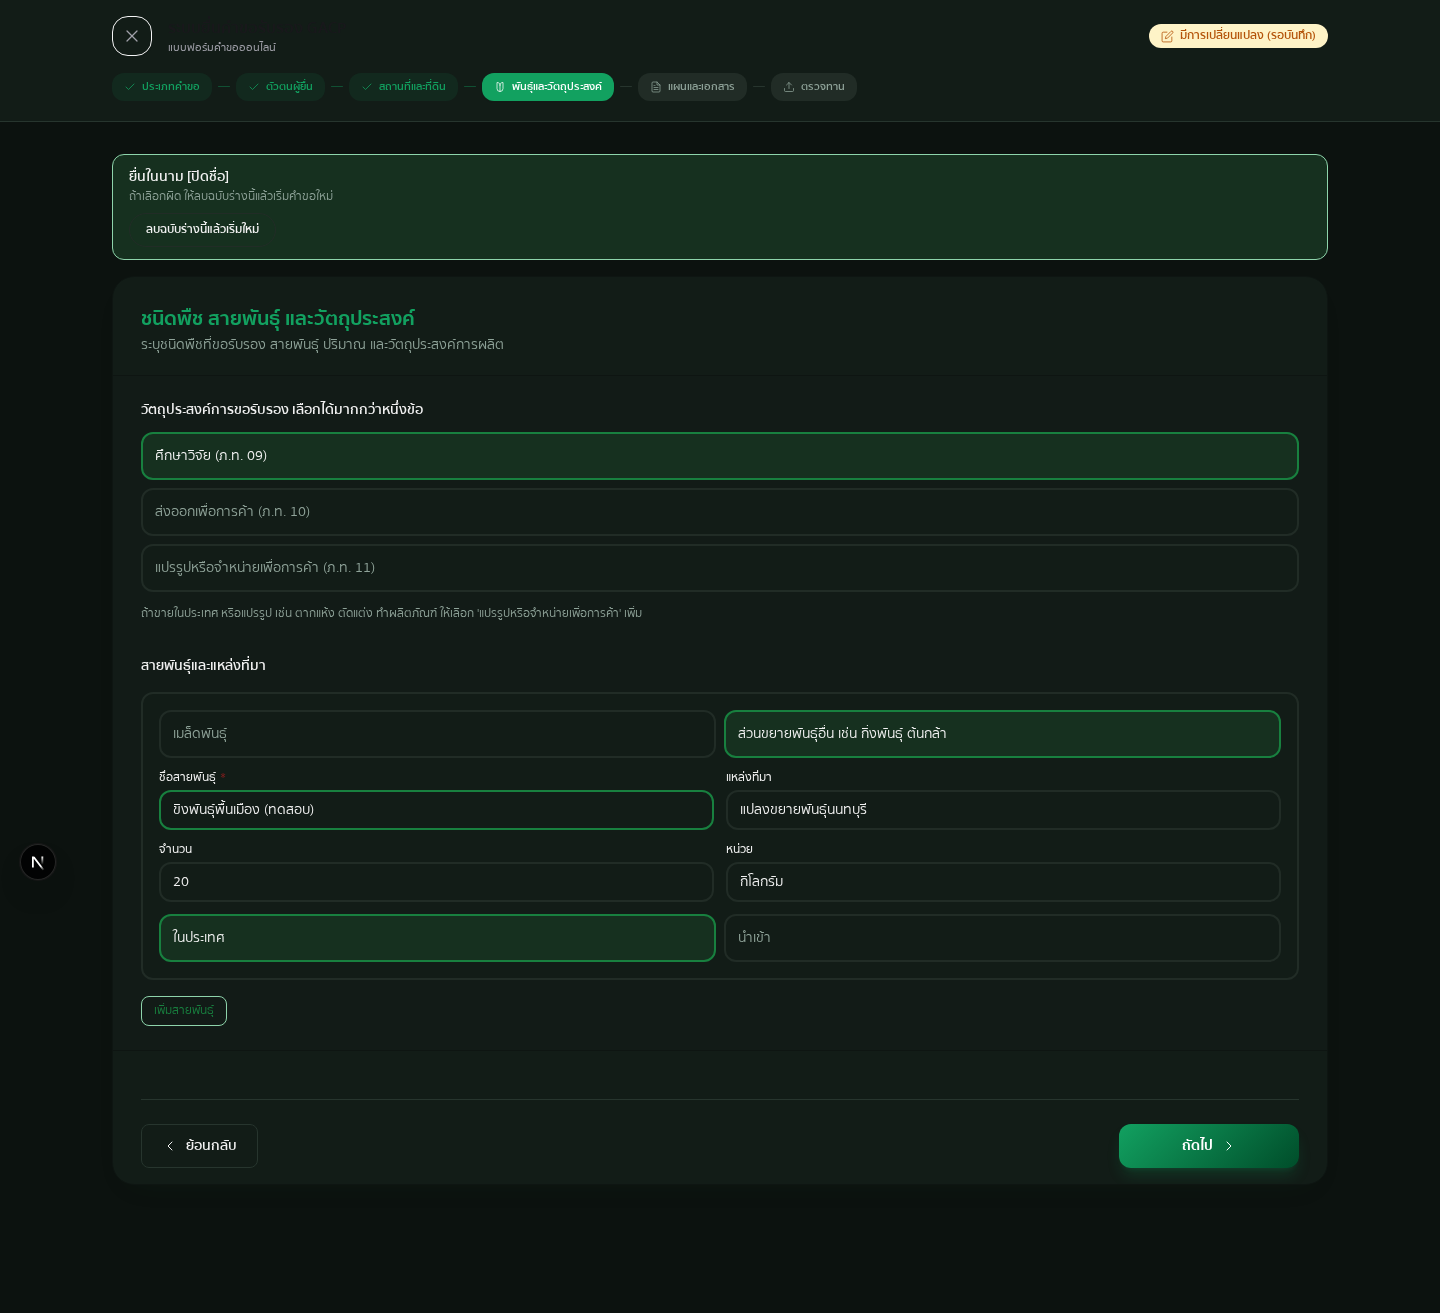 แบบฟอร์มคำขอออนไลน์
มีการเปลี่ยนแปลง (รอบันทึก)
ประเภทคำขอ
ตัวตนผู้ยื่น
สถานที่และที่ดิน
พันธุ์และวัตถุประสงค์
แผนและเอกสาร
ตรวจทาน
ยื่นในนาม [ปิดชื่อ]
ถ้าเลือกผิด ให้ลบฉบับร่างนี้แล้วเริ่มคำขอใหม่
ลบฉบับร่างนี้แล้วเริ่มใหม่
ชนิดพืช สายพันธุ์ และวัตถุประสงค์
ระบุชนิดพืชที่ขอรับรอง สายพันธุ์ ปริมาณ และวัตถุประสงค์การผลิต
วัตถุประสงค์การขอรับรอง เลือกได้มากกว่าหนึ่งข้อ
ศึกษาวิจัย (ภ.ท. 09)
ส่งออกเพื่อการค้า (ภ.ท. 10)
แปรรูปหรือจำหน่ายเพื่อการค้า (ภ.ท. 11)
ถ้าขายในประเทศ หรือแปรรูป เช่น ตากแห้ง ตัดแต่ง ทำผลิตภัณฑ์ ให้เลือก 'แปรรูปหรือจำหน่ายเพื่อการค้า' เพิ่ม
สายพันธุ์และแหล่งที่มา
เมล็ดพันธุ์
ส่วนขยายพันธุ์อื่น เช่น กิ่งพันธุ์ ต้นกล้า
ชื่อสายพันธุ์ *
แหล่งที่มา
ขิงพันธุ์พื้นเมือง (ทดสอบ)
แปลงขยายพันธุ์นนทบุรี
จำนวน
หน่วย
20
กิโลกรัม
ในประเทศ
นำเข้า
เพิ่มสายพันธุ์
ย้อนกลับ
ถัดไป